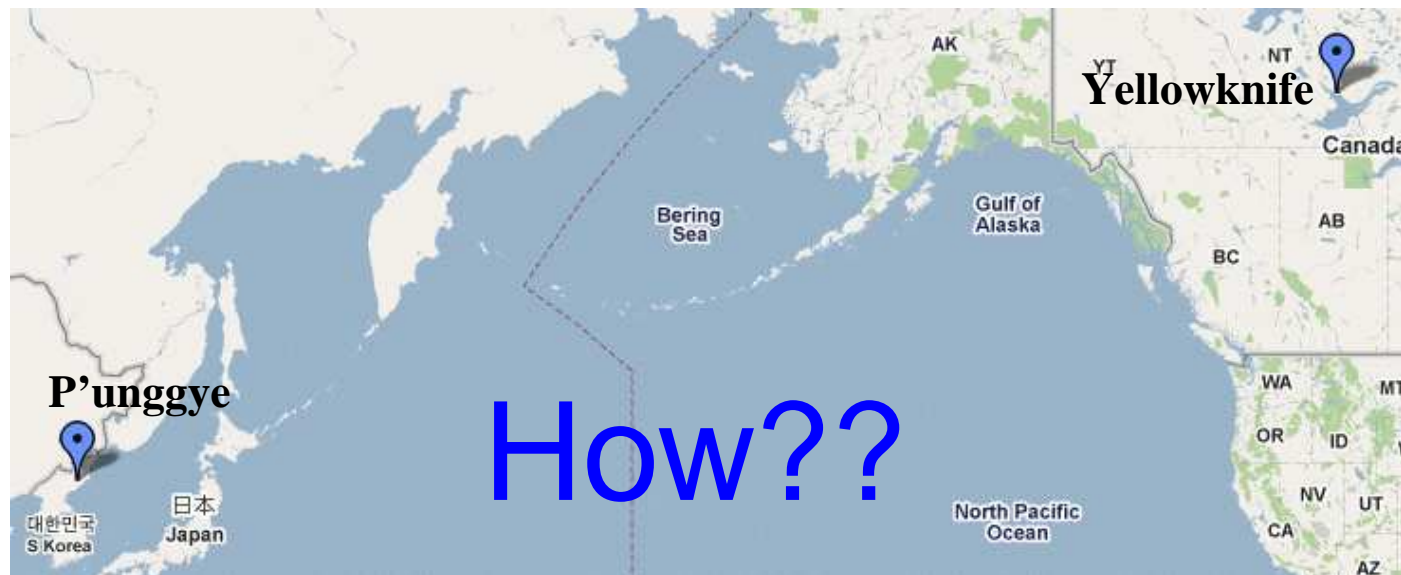 AK
YT
NT
Yellowknife
Canada
Bering
Sea
Gulf of
Alaska
AB
BC
P’unggye
How??
WA
MT
OR
ID
대한민국
S Korea
日本
Japan
North Pacific
Ocean
NV
UT
CA
AZ